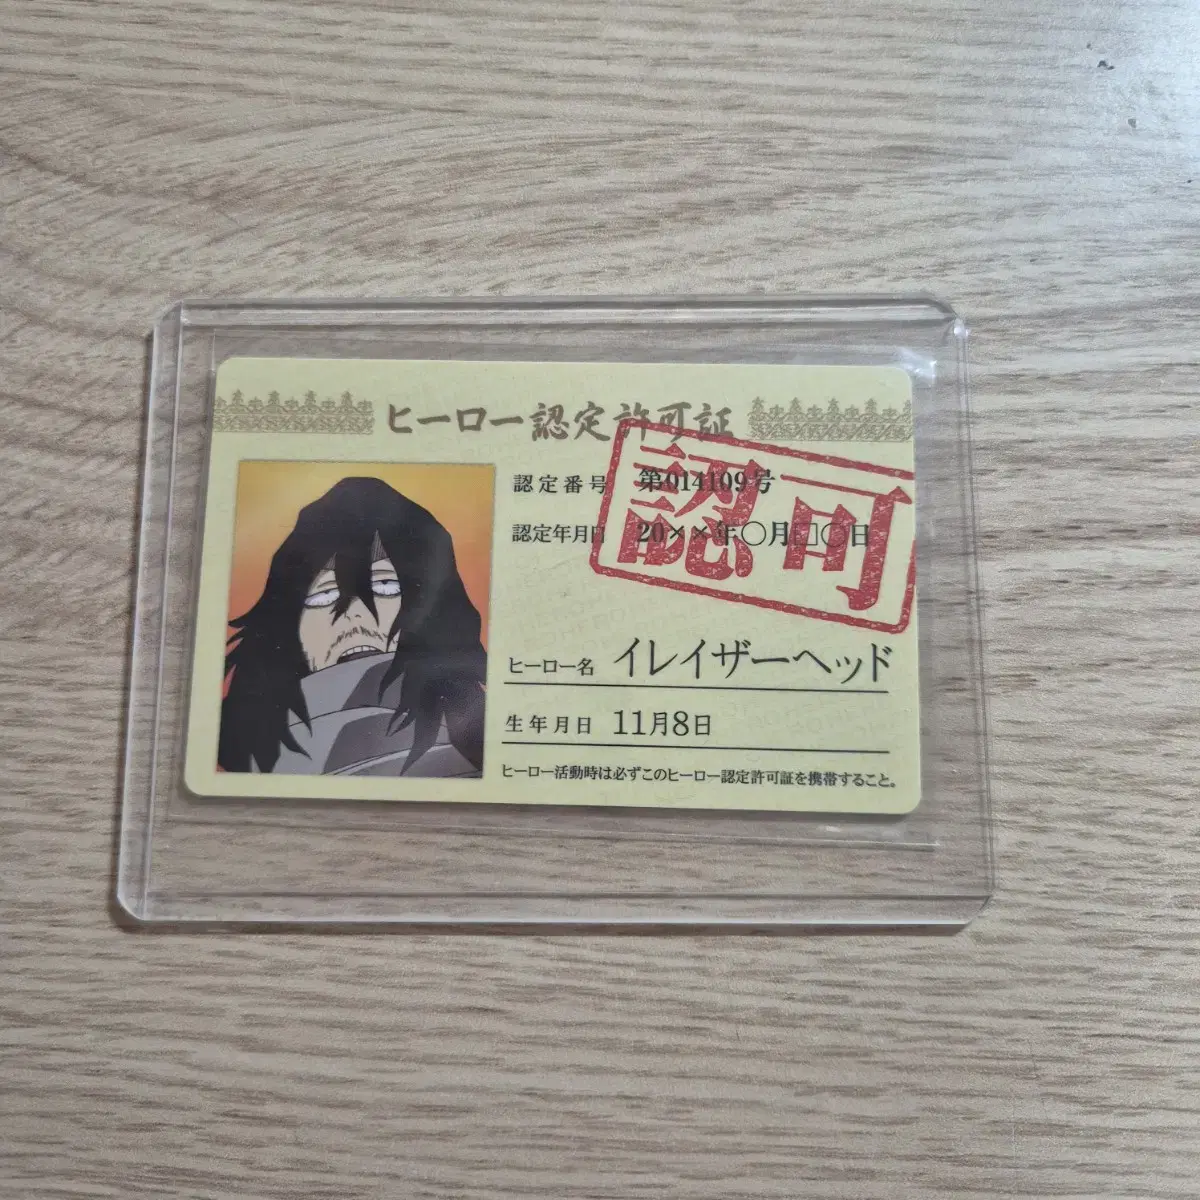 ヒーロー認定許可証
認定番号 第014109号
認定年月日 20××年○月□○日
認可
ヒーロー名 イレイザーヘッド
生年月日 11月8日
ヒーロー活動時は必ずこのヒーロー認定許可証を携帯すること。